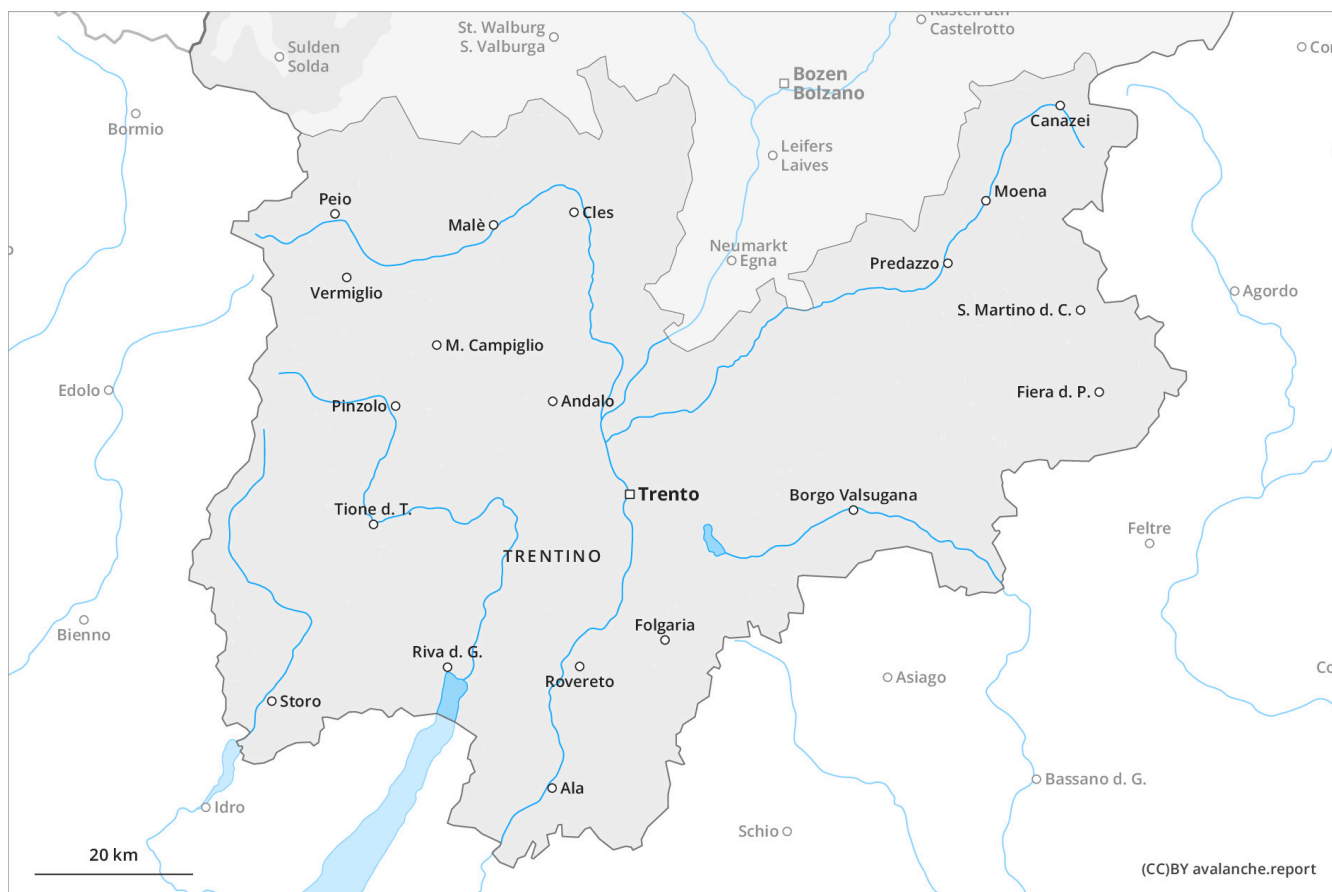 St. Walburg
S. Valburga
Kastelruth
Castelrotto
Sulden
Solda
Bozen
Bolzano
Bormio
Canazei
Leifers
Laives
Peio
Malè
Cles
Moena
Neumarkt
Egna
Predazzo
Vermiglio
Agordo
S. Martino d. C.
M. Campiglio
Edolo
Pinzolo
Andalo
Fiera d. P.
Trento
Borgo Valsugana
Tione d. T.
Feltre
TRENTINO
Bienno
Folgaria
Riva d. G.
Rovereto
Asiago
Storo
Ala
Bassano d. G.
Idro
Schio
20 km
(CC)BY avalanche.report